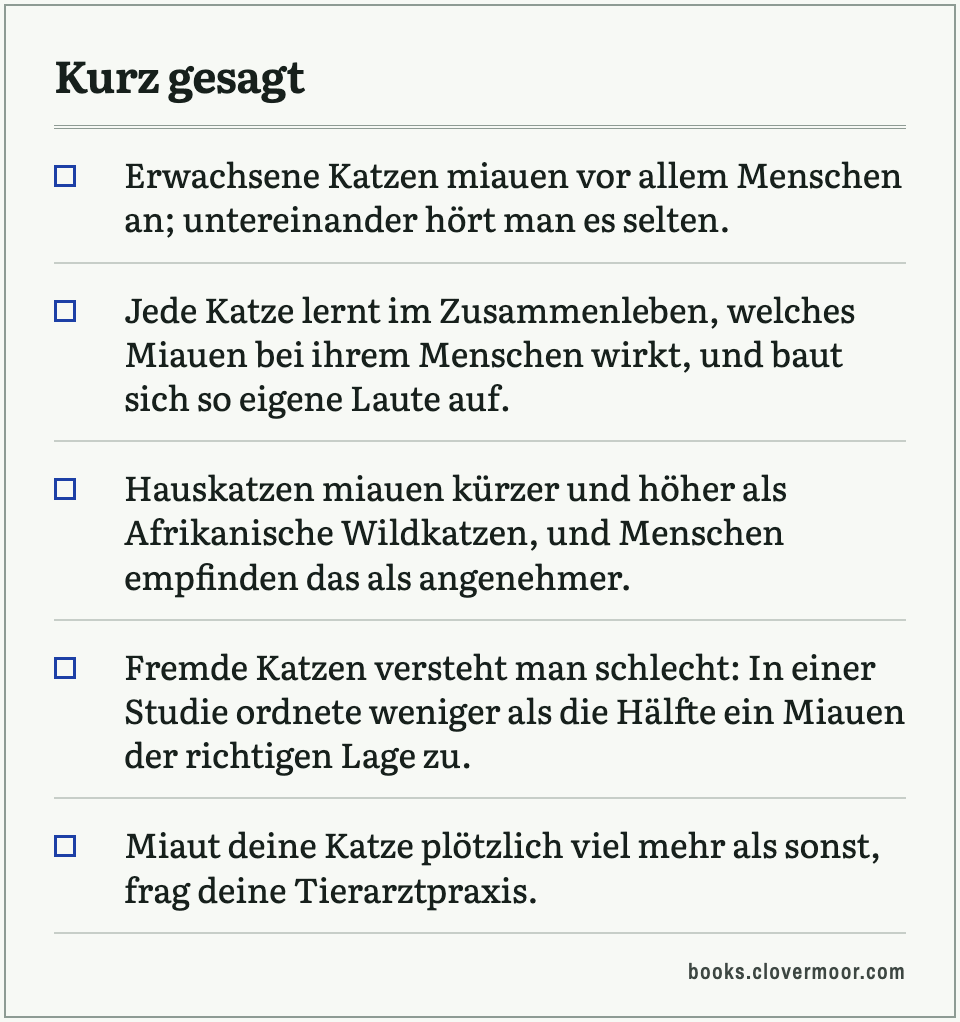 Kurz gesagt
Erwachsene Katzen miauen vor allem Menschen
an; untereinander hört man es selten.
Jede Katze lernt im Zusammenleben, welches
Miauen bei ihrem Menschen wirkt, und baut
sich so eigene Laute auf.
Hauskatzen miauen kürzer und höher als
Afrikanische Wildkatzen, und Menschen
empfinden das als angenehmer.
Fremde Katzen versteht man schlecht: In einer
Studie ordnete weniger als die Hälfte ein Miauen
der richtigen Lage zu.
Miaut deine Katze plötzlich viel mehr als sonst,
frag deine Tierarztpraxis.
books.clovermoor.com